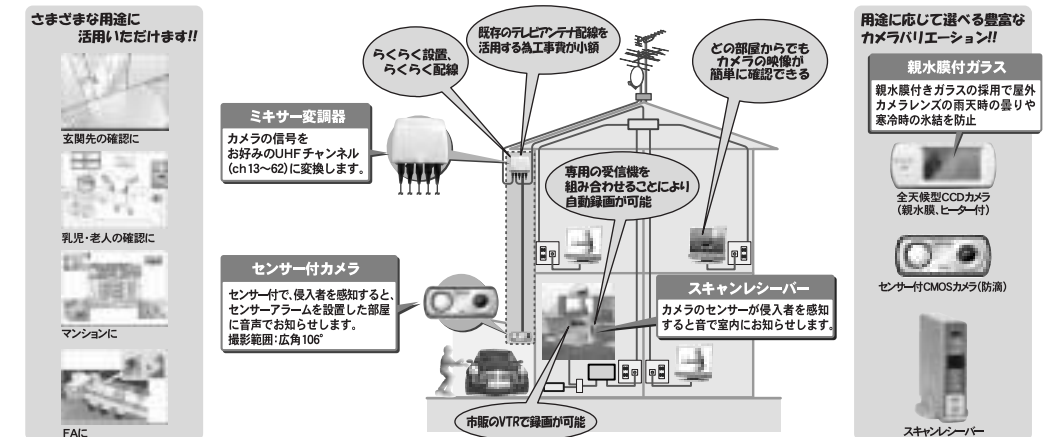 さまざまな用途に
活用いただけます!!
玄関先の確認に
乳児・老人の確認に
マンションに
FAに
らくらく設置、
らくらく配線
既存のテレビアンテナ配線を
活用する為工事費が小額
どの部屋からでも
カメラの映像が
簡単に確認できる
ミキサー変調器
カメラの信号を
お好みのUHFチャンネル
(ch13〜62)に変換します。
専用の受信機を
組み合わせることにより
自動録画が可能
センサー付カメラ
センサー付で、侵入者を感知すると、
センサーアラームを設置した部屋
に音声でお知らせします。
撮影範囲:広角106°
スキャンレシーバー
カメラのセンサーが侵入者を感知
すると音で室内にお知らせします。
市販のVTRで録画が可能
用途に応じて選べる豊富な
カメラバリエーション!!
親水膜付ガラス
親水膜付きガラスの採用で屋外
カメラレンズの雨天時の曇りや
寒冷時の氷結を防止
全天候型CCDカメラ
(親水膜、ヒーター付)
センサー付CMOSカメラ(防滴)
スキャンレシーバー